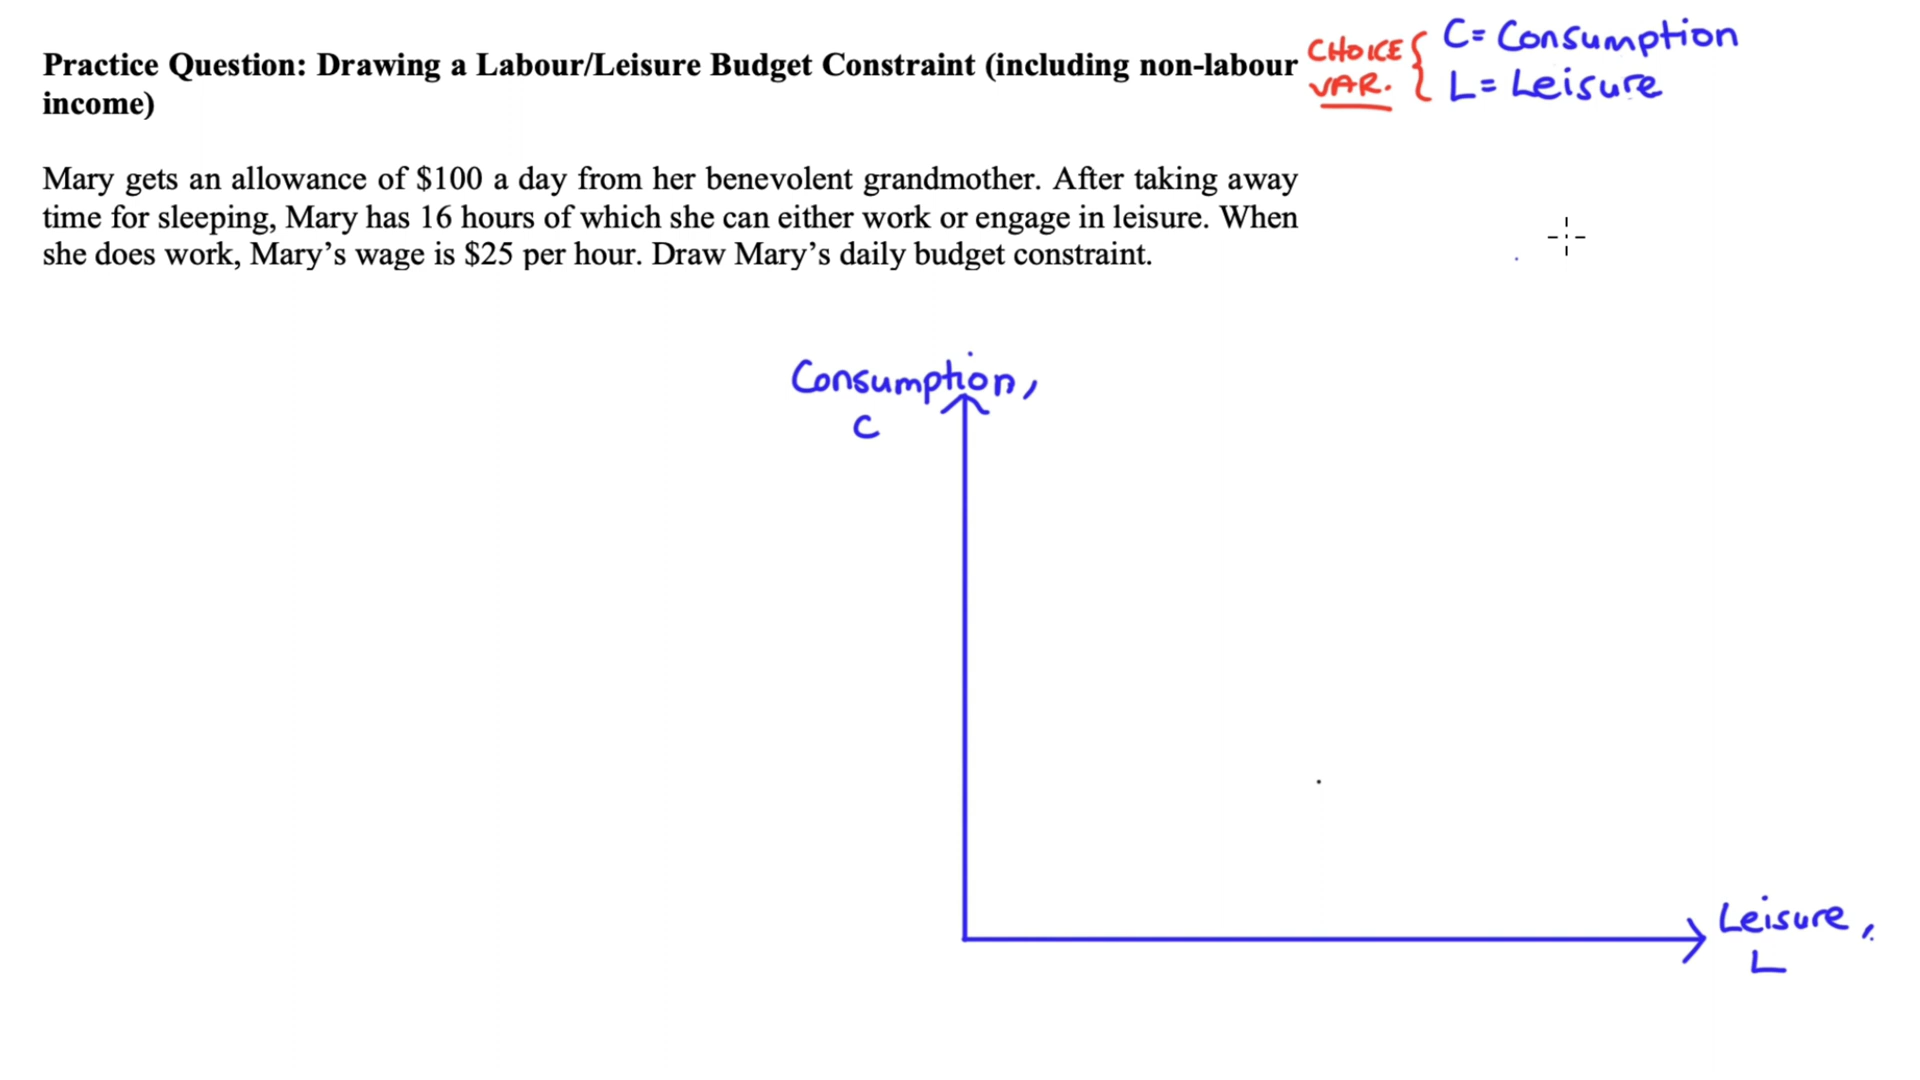 Practice Question: Drawing a Labour/Leisure Budget Constraint (including non-labour
income)
CHOICE
VAR.
C= Consumption
L= Leisure
Mary gets an allowance of $100 a day from her benevolent grandmother. After taking away
time for sleeping, Mary has 16 hours of which she can either work or engage in leisure. When
she does work, Mary’s wage is $25 per hour. Draw Mary’s daily budget constraint.
Consumption,
C
Leisure,
L